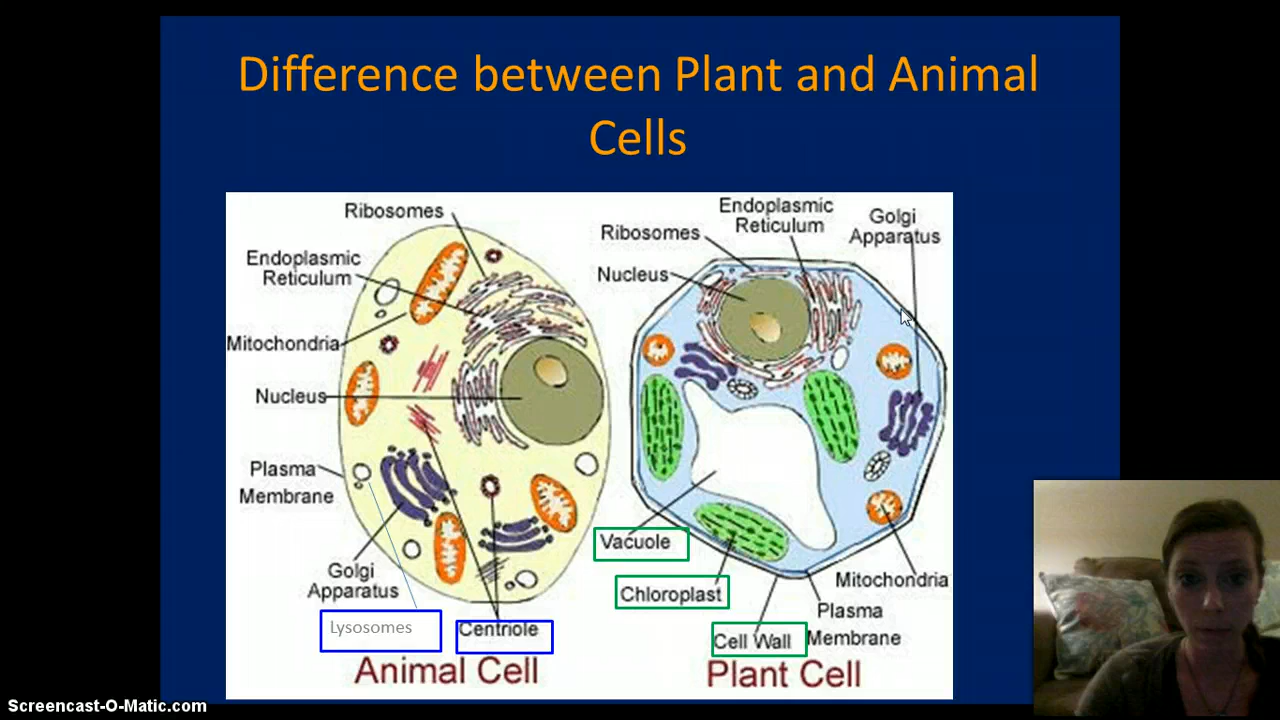 Difference between Plant and Animal
Cells
Ribosomes
Endoplasmic
Reticulum
Mitochondria
Nucleus
Plasma
Membrane
Golgi
Apparatus
Lysosomes
Centriole
Animal Cell
Endoplasmic
Reticulum
Golgi
Apparatus
Ribosomes
Nucleus
Vacuole
Chloroplast
Cell Wall
Mitochondria
Plasma
Membrane
Plant Cell
Screencast-O-Matic.com